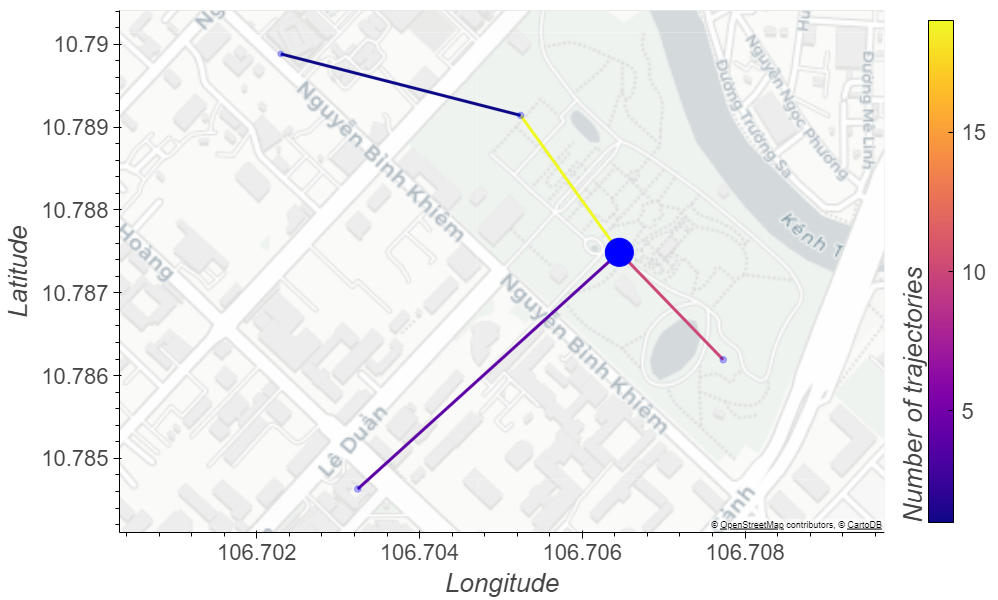 10.79
10.789
10.788
10.787
10.786
10.785
Latitude
106.702
106.704
106.706
106.708
Longitude
Ng
Nguyễn Bỉnh Khiêm
Hoàng
Nguyễn Bỉnh Khiêm
Lê Duẩn
Đường Trường Sa
Nguyễn Ngọc Phương
Đường Mê Linh
Kênh T
ánh
© OpenStreetMap contributors, © CartoDB
15
10
5
Number of trajectories